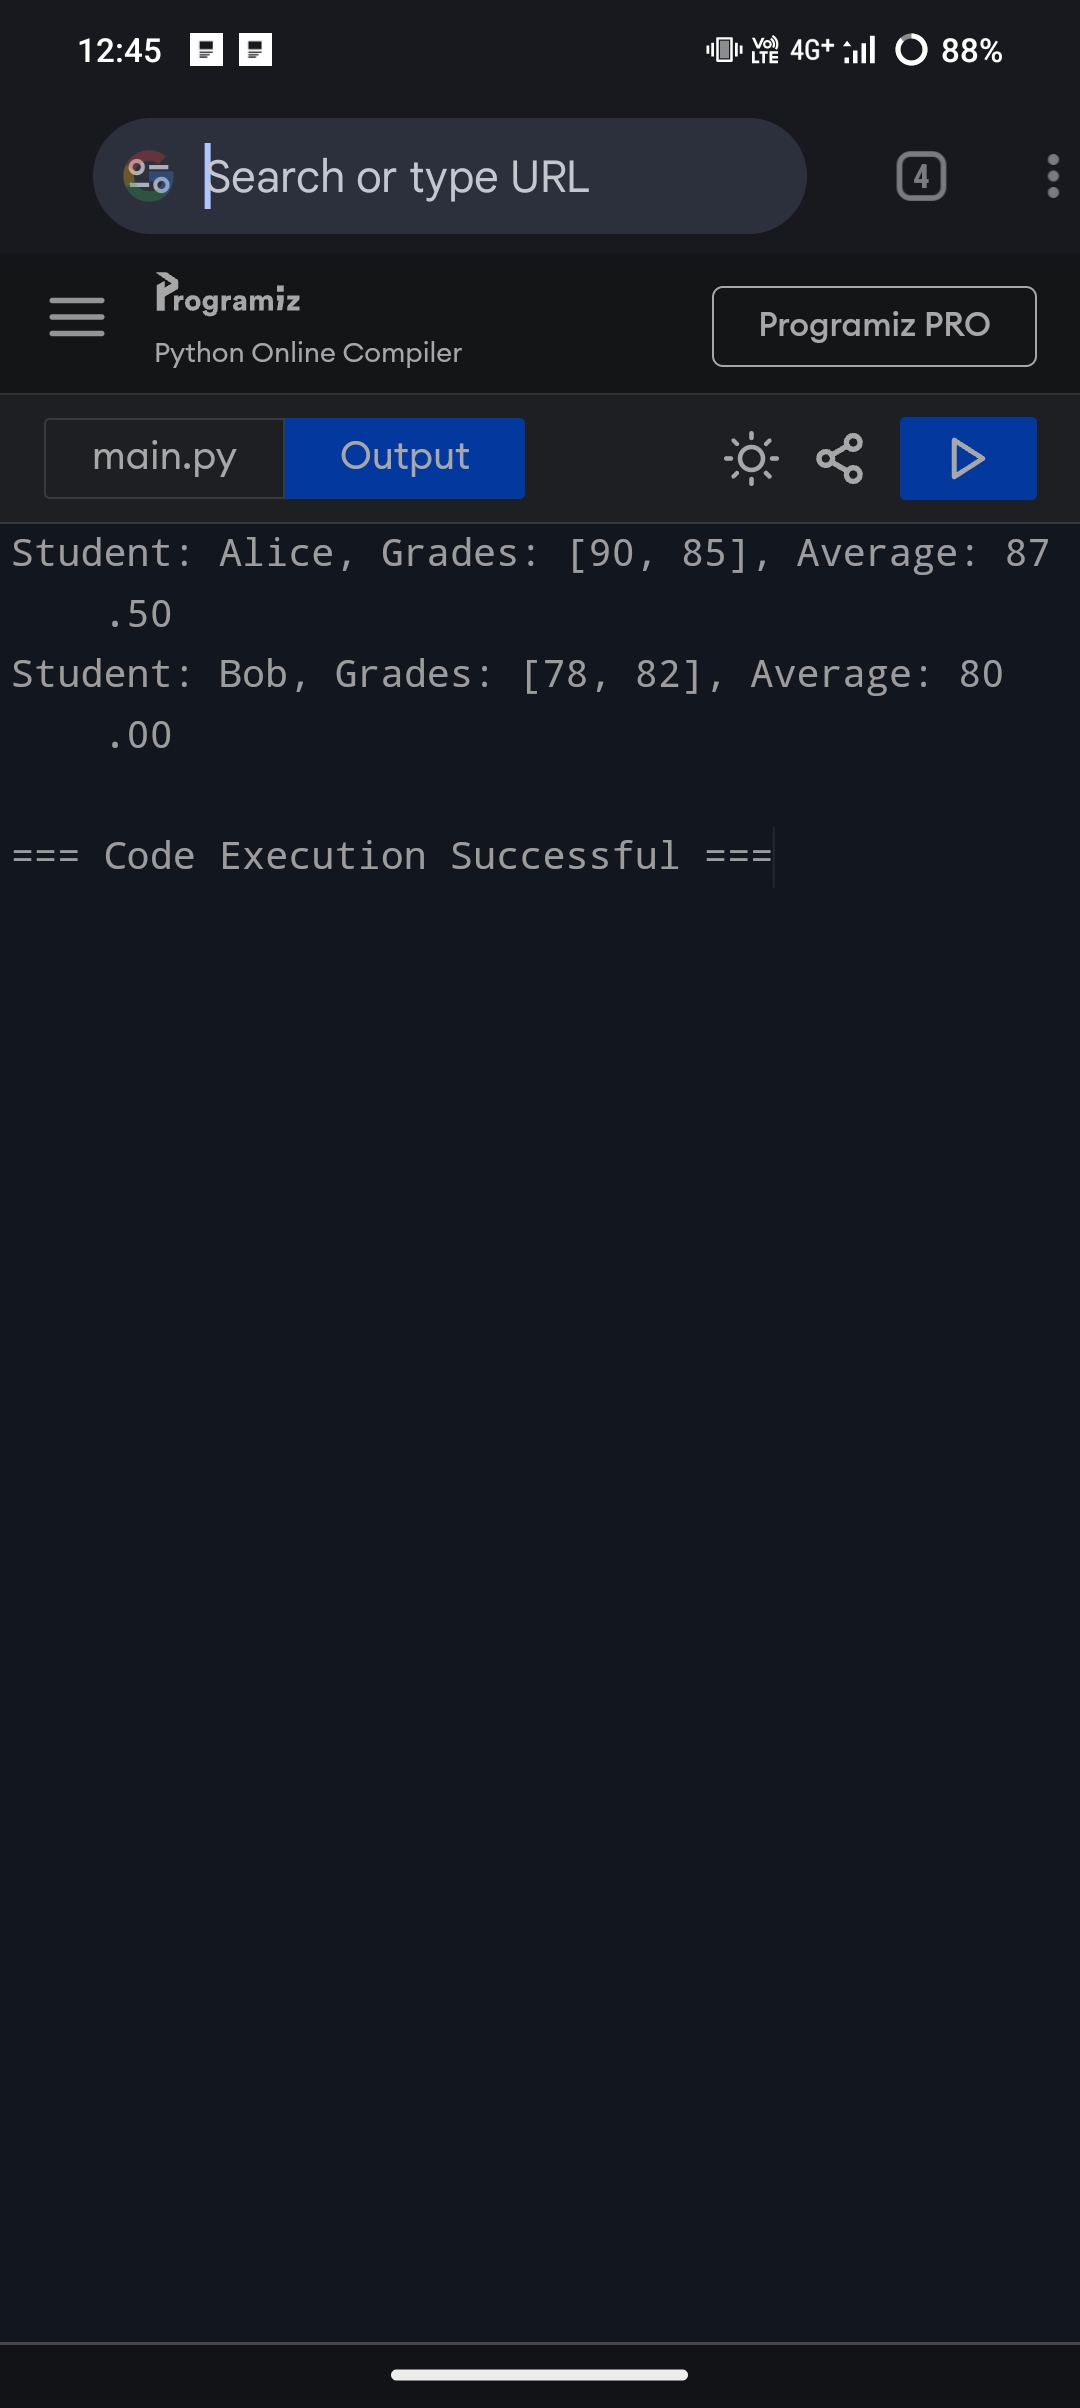 12:45 Vo) LTE 4G+ 88%
Search or type URL 4
Programiz
Python Online Compiler
Programiz PRO
main.py Output
Student: Alice, Grades: [90, 85], Average: 87
.50
Student: Bob, Grades: [78, 82], Average: 80
.00
=== Code Execution Successful ===